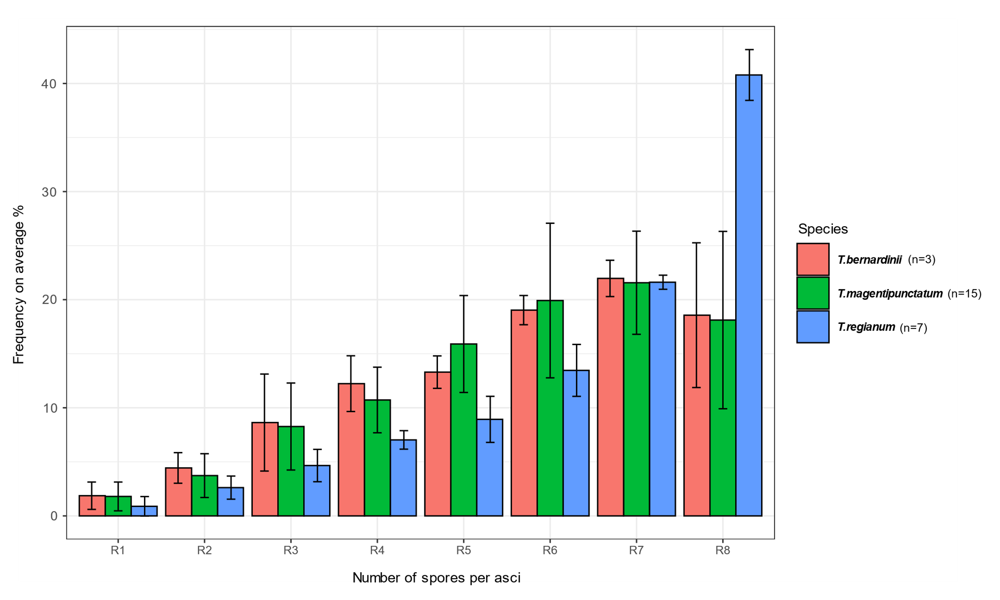 Frequency on average %
40
30
20
10
0
R1 R2 R3 R4 R5 R6 R7 R8
Number of spores per asci
Species
T.bernardinii (n=3)
T.magentipunctatum (n=15)
T.regianum (n=7)